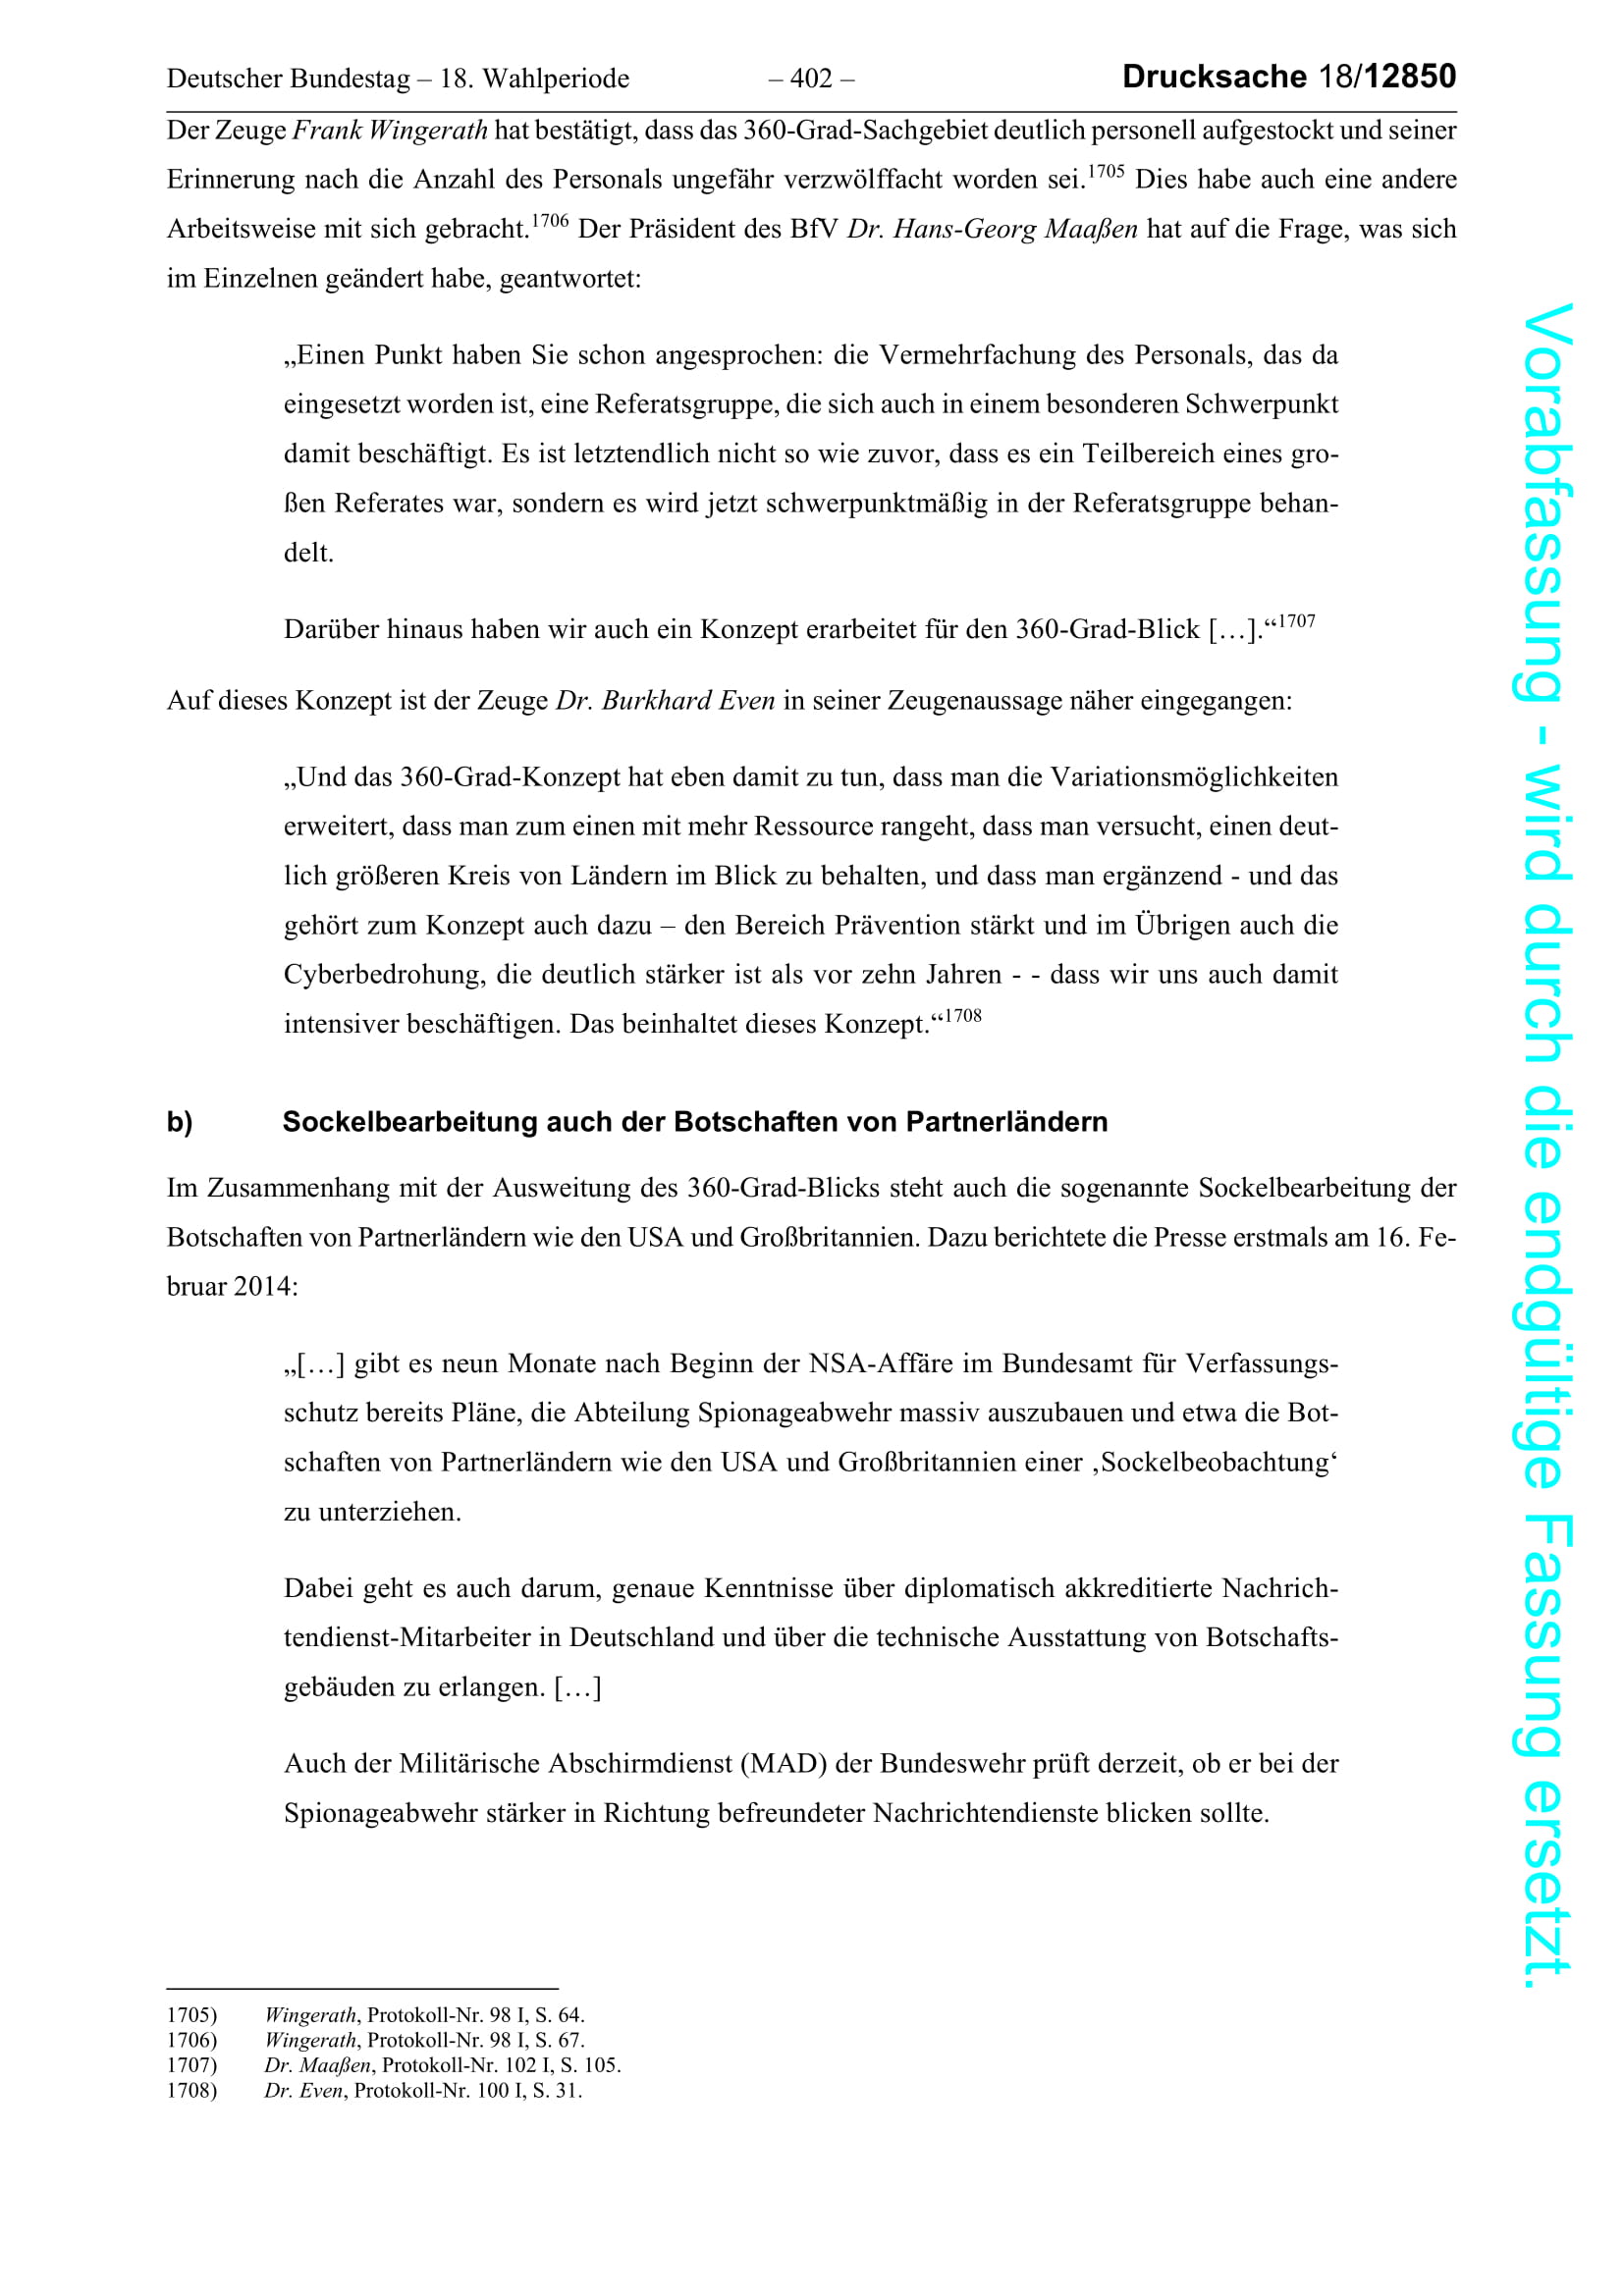 Deutscher Bundestag – 18. Wahlperiode – 402 – Drucksache 18/12850
Der Zeuge Frank Wingerath hat bestätigt, dass das 360-Grad-Sachgebiet deutlich personell aufgestockt und seiner
Erinnerung nach die Anzahl des Personals ungefähr verzwölffacht worden sei.1705 Dies habe auch eine andere
Arbeitsweise mit sich gebracht.1706 Der Präsident des BfV Dr. Hans-Georg Maaßen hat auf die Frage, was sich
im Einzelnen geändert habe, geantwortet:
„Einen Punkt haben Sie schon angesprochen: die Vermehrfachung des Personals, das da
eingesetzt worden ist, eine Referatsgruppe, die sich auch in einem besonderen Schwerpunkt
damit beschäftigt. Es ist letztendlich nicht so wie zuvor, dass es ein Teilbereich eines gro-
ßen Referates war, sondern es wird jetzt schwerpunktmäßig in der Referatsgruppe behan-
delt.
Darüber hinaus haben wir auch ein Konzept erarbeitet für den 360-Grad-Blick […].“1707
Auf dieses Konzept ist der Zeuge Dr. Burkhard Even in seiner Zeugenaussage näher eingegangen:
„Und das 360-Grad-Konzept hat eben damit zu tun, dass man die Variationsmöglichkeiten
erweitert, dass man zum einen mit mehr Ressource rangeht, dass man versucht, einen deut-
lich größeren Kreis von Ländern im Blick zu behalten, und dass man ergänzend - und das
gehört zum Konzept auch dazu – den Bereich Prävention stärkt und im Übrigen auch die
Cyberbedrohung, die deutlich stärker ist als vor zehn Jahren - - dass wir uns auch damit
intensiver beschäftigen. Das beinhaltet dieses Konzept.“1708
b) Sockelbearbeitung auch der Botschaften von Partnerländern
Im Zusammenhang mit der Ausweitung des 360-Grad-Blicks steht auch die sogenannte Sockelbearbeitung der
Botschaften von Partnerländern wie den USA und Großbritannien. Dazu berichtete die Presse erstmals am 16. Fe-
bruar 2014:
„[…] gibt es neun Monate nach Beginn der NSA-Affäre im Bundesamt für Verfassungs-
schutz bereits Pläne, die Abteilung Spionageabwehr massiv auszubauen und etwa die Bot-
schaften von Partnerländern wie den USA und Großbritannien einer ‚Sockelbeobachtung‘
zu unterziehen.
Dabei geht es auch darum, genaue Kenntnisse über diplomatisch akkreditierte Nachrich-
tendienst-Mitarbeiter in Deutschland und über die technische Ausstattung von Botschafts-
gebäuden zu erlangen. […]
Auch der Militärische Abschirmdienst (MAD) der Bundeswehr prüft derzeit, ob er bei der
Spionageabwehr stärker in Richtung befreundeter Nachrichtendienste blicken sollte.
1705) Wingerath, Protokoll-Nr. 98 I, S. 64.
1706) Wingerath, Protokoll-Nr. 98 I, S. 67.
1707) Dr. Maaßen, Protokoll-Nr. 102 I, S. 105.
1708) Dr. Even, Protokoll-Nr. 100 I, S. 31.
Vorabfassung - wird durch die endgültige Fassung ersetzt.